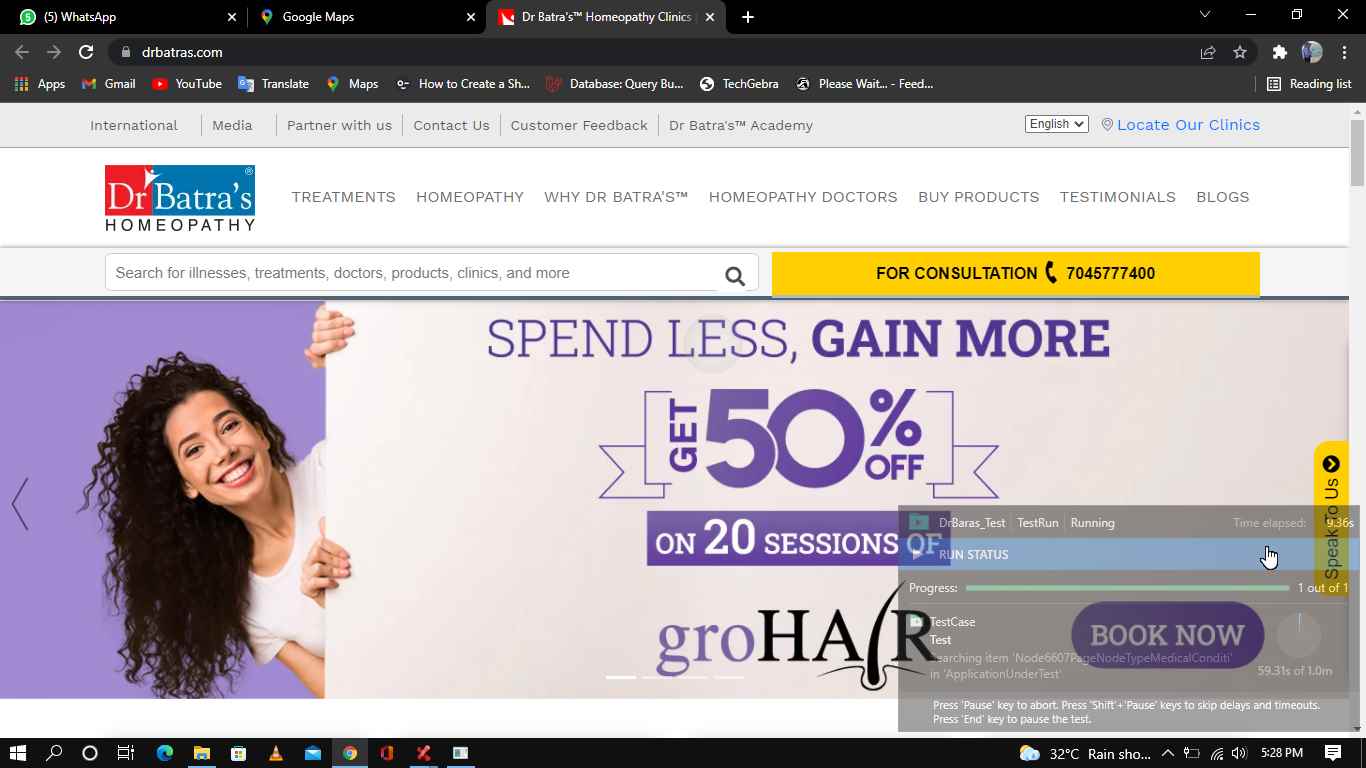 (5) WhatsApp
Google Maps
Dr Batra's™ Homeopathy Clinics
drbatras.com
Apps
Gmail
YouTube
Translate
Maps
How to Create a Sh...
Database: Query Bu...
TechGebra
Please Wait... - Feed...
Reading list
International
Media
Partner with us
Contact Us
Customer Feedback
Dr Batra's™ Academy
English
Locate Our Clinics
Dr Batra's®
HOMEOPATHY
TREATMENTS
HOMEOPATHY
WHY DR BATRA'S™
HOMEOPATHY DOCTORS
BUY PRODUCTS
TESTIMONIALS
BLOGS
Search for illnesses, treatments, doctors, products, clinics, and more
FOR CONSULTATION 7045777400
SPEND LESS, GAIN MORE
GET 50% OFF
ON 20 SESSIONS OF
groHAIR
BOOK NOW
Speak To Us
DrBaras_Test
TestRun
Running
Time elapsed: 9.36s
RUN STATUS
Progress:
1 out of 1
TestCase
Test
Searching item 'Node6607PageNodeTypeMedicalConditi'
in 'ApplicationUnderTest'
59.31s of 1.0m
Press 'Pause' key to abort. Press 'Shift'+'Pause' keys to skip delays and timeouts.
Press 'End' key to pause the test.
32°C Rain sho...
5:28 PM